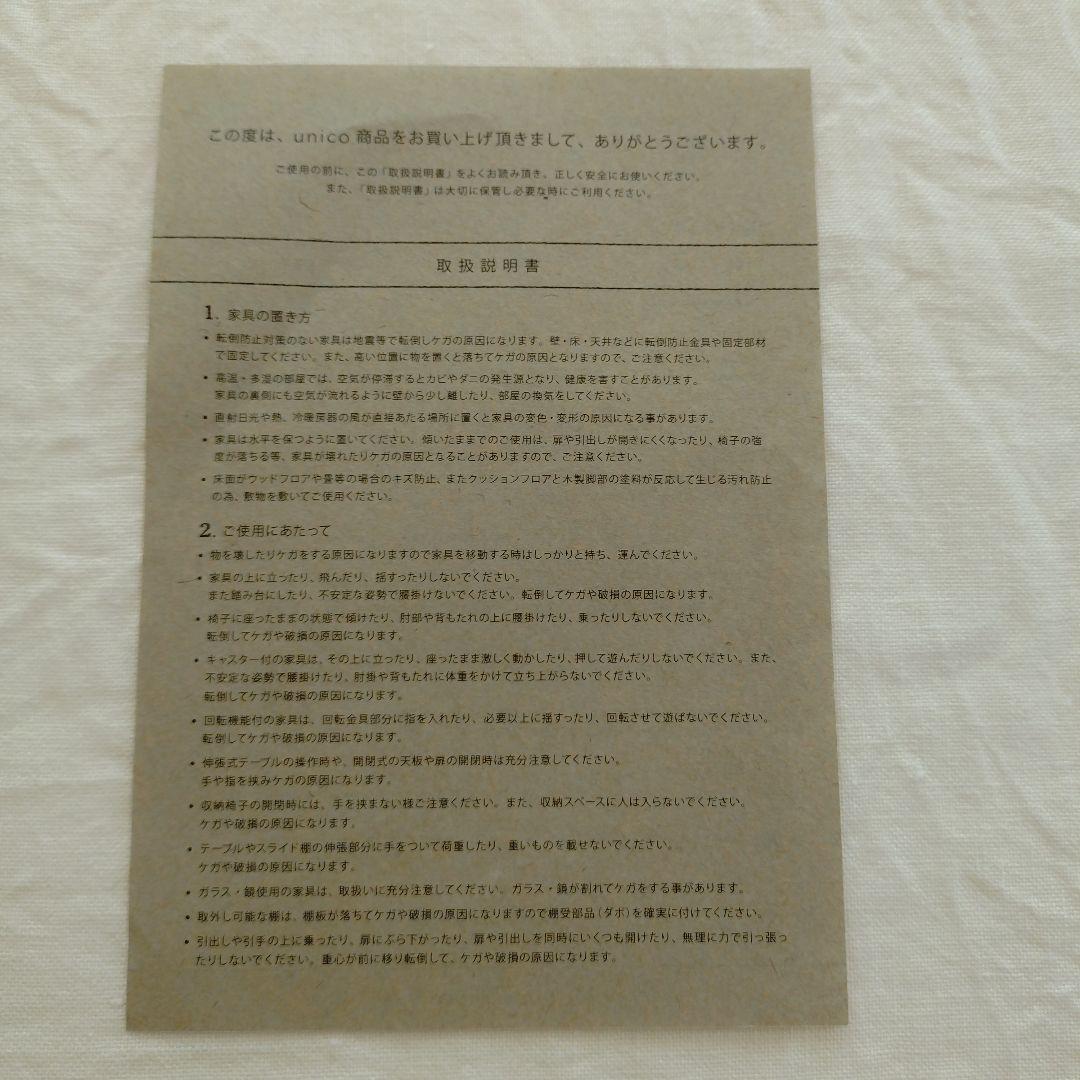 この度は、unico 商品をお買い上げ頂きまして、ありがとうございます。
ご使用の前に、この「取扱説明書」をよくお読み頂き、正しく安全にお使いください。
また、「取扱説明書」は大切に保管し必要な時にご利用ください。
取扱説明書
1. 家具の置き方
• 転倒防止対策のない家具は地震等で転倒しケガの原因になります。壁・床・天井などに転倒防止金具や固定部材
で固定してください。また、高い位置に物を置くと落ちてケガの原因となりますので、ご注意ください。
• 高温・多湿の部屋では、空気が停滞するとカビやダニの発生源となり、健康を害すことがあります。
家具の裏側にも空気が流れるように壁から少し離したり、部屋の換気をしてください。
• 直射日光や熱、冷暖房器の風が直接あたる場所に置くと家具の変色・変形の原因になる事があります。
• 家具は水平を保つように置いてください。傾いたままでのご使用は、扉や引出しが開きにくくなったり、椅子の強
度が落ちる等、家具が壊れたりケガの原因となることがありますので、ご注意ください。
• 床面がウッドフロアや畳等の場合のキズ防止、またクッションフロアと木製脚部の塗料が反応して生じる汚れ防止
の為、敷物を敷いてご使用ください。
2. ご使用にあたって
• 物を壊したりケガをする原因になりますので家具を移動する時はしっかりと持ち、運んでください。
• 家具の上に立ったり、飛んだり、揺すったりしないでください。
また踏み台にしたり、不安定な姿勢で腰掛けないでください。転倒してケガや破損の原因になります。
• 椅子に座ったままの状態で傾けたり、肘部や背もたれの上に腰掛けたり、乗ったりしないでください。
転倒してケガや破損の原因になります。
• キャスター付の家具は、その上に立ったり、座ったまま激しく動かしたり、押して遊んだりしないでください。また、
不安定な姿勢で腰掛けたり、肘掛や背もたれに体重をかけて立ち上がらないでください。
転倒してケガや破損の原因になります。
• 回転機能付の家具は、回転金具部分に指を入れたり、必要以上に揺すったり、回転させて遊ばないでください。
転倒してケガや破損の原因になります。
• 伸張式テーブルの操作時や、開閉式の天板や扉の開閉時は充分注意してください。
手や指を挟みケガの原因になります。
• 収納椅子の開閉時には、手を挟まない様ご注意ください。また、収納スペースに人は入らないでください。
ケガや破損の原因になります。
• テーブルやスライド棚の伸張部分に手をついて荷重したり、重いものを載せないでください。
ケガや破損の原因になります。
• ガラス・鏡使用の家具は、取扱いに充分注意してください。ガラス・鏡が割れてケガをする事があります。
• 取外し可能な棚は、棚板が落ちてケガや破損の原因になりますので棚受部品(ダボ)を確実に付けてください。
• 引出しや引手の上に乗ったり、扉にぶら下がったり、扉や引出しを同時にいくつも開けたり、無理に力で引っ張っ
たりしないでください。重心が前に移り転倒して、ケガや破損の原因になります。